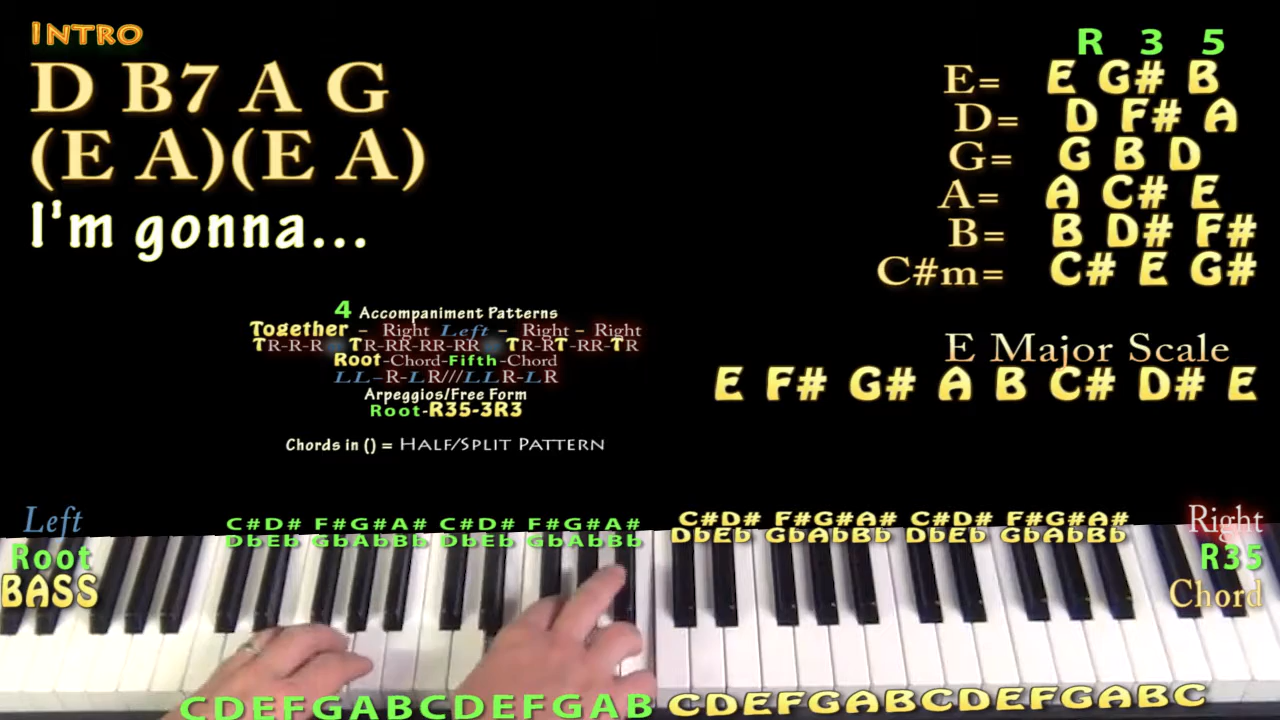 INTRO
D B7 A G
(E A)(E A)
I'm gonna...
R 3 5
E= E G# B
D= D F# A
G= G B D
A= A C# E
B= B D# F#
C#m= C# E G#
4 Accompaniment Patterns
Together – Right Left – Right – Right
TR-R-R TR-RR-RR-RR TR-RT-RR-TR
Root-Chord-Fifth-Chord
LL–R-LR///LLR-LR
Arpeggios/Free Form
Root-R35-3R3
Chords in () = HALF/SPLIT PATTERN
E Major Scale
E F# G# A B C# D# E
Left
Root
BASS
C#D# F#G#A# C#D# F#G#A#
DbEb GbAbBb DbEb GbAbBb
C#D# F#G#A# C#D# F#G#A#
DbEb GbAbBb DbEb GbAbBb
Right
R35
Chord
CDEFGABCDEFGAB
CDEFGABCDEFGABC